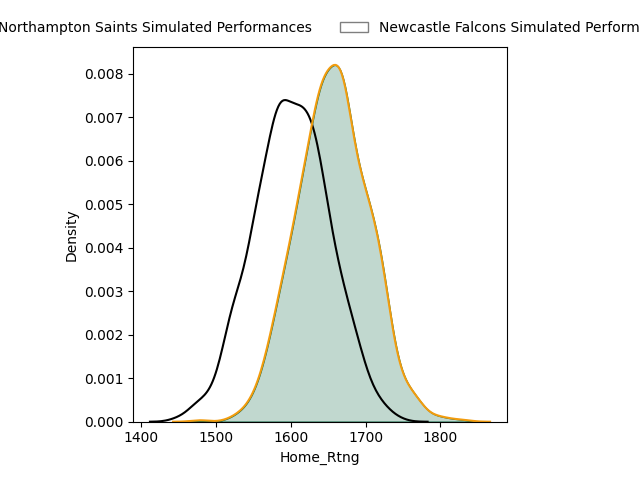 Northampton Saints Simulated Performances Newcastle Falcons Simulated Perform
0.008
0.007
0.006
0.005
0.004
0.003
0.002
0.001
0.000
Density
1400 1500 1600 1700 1800
Home_Rtng